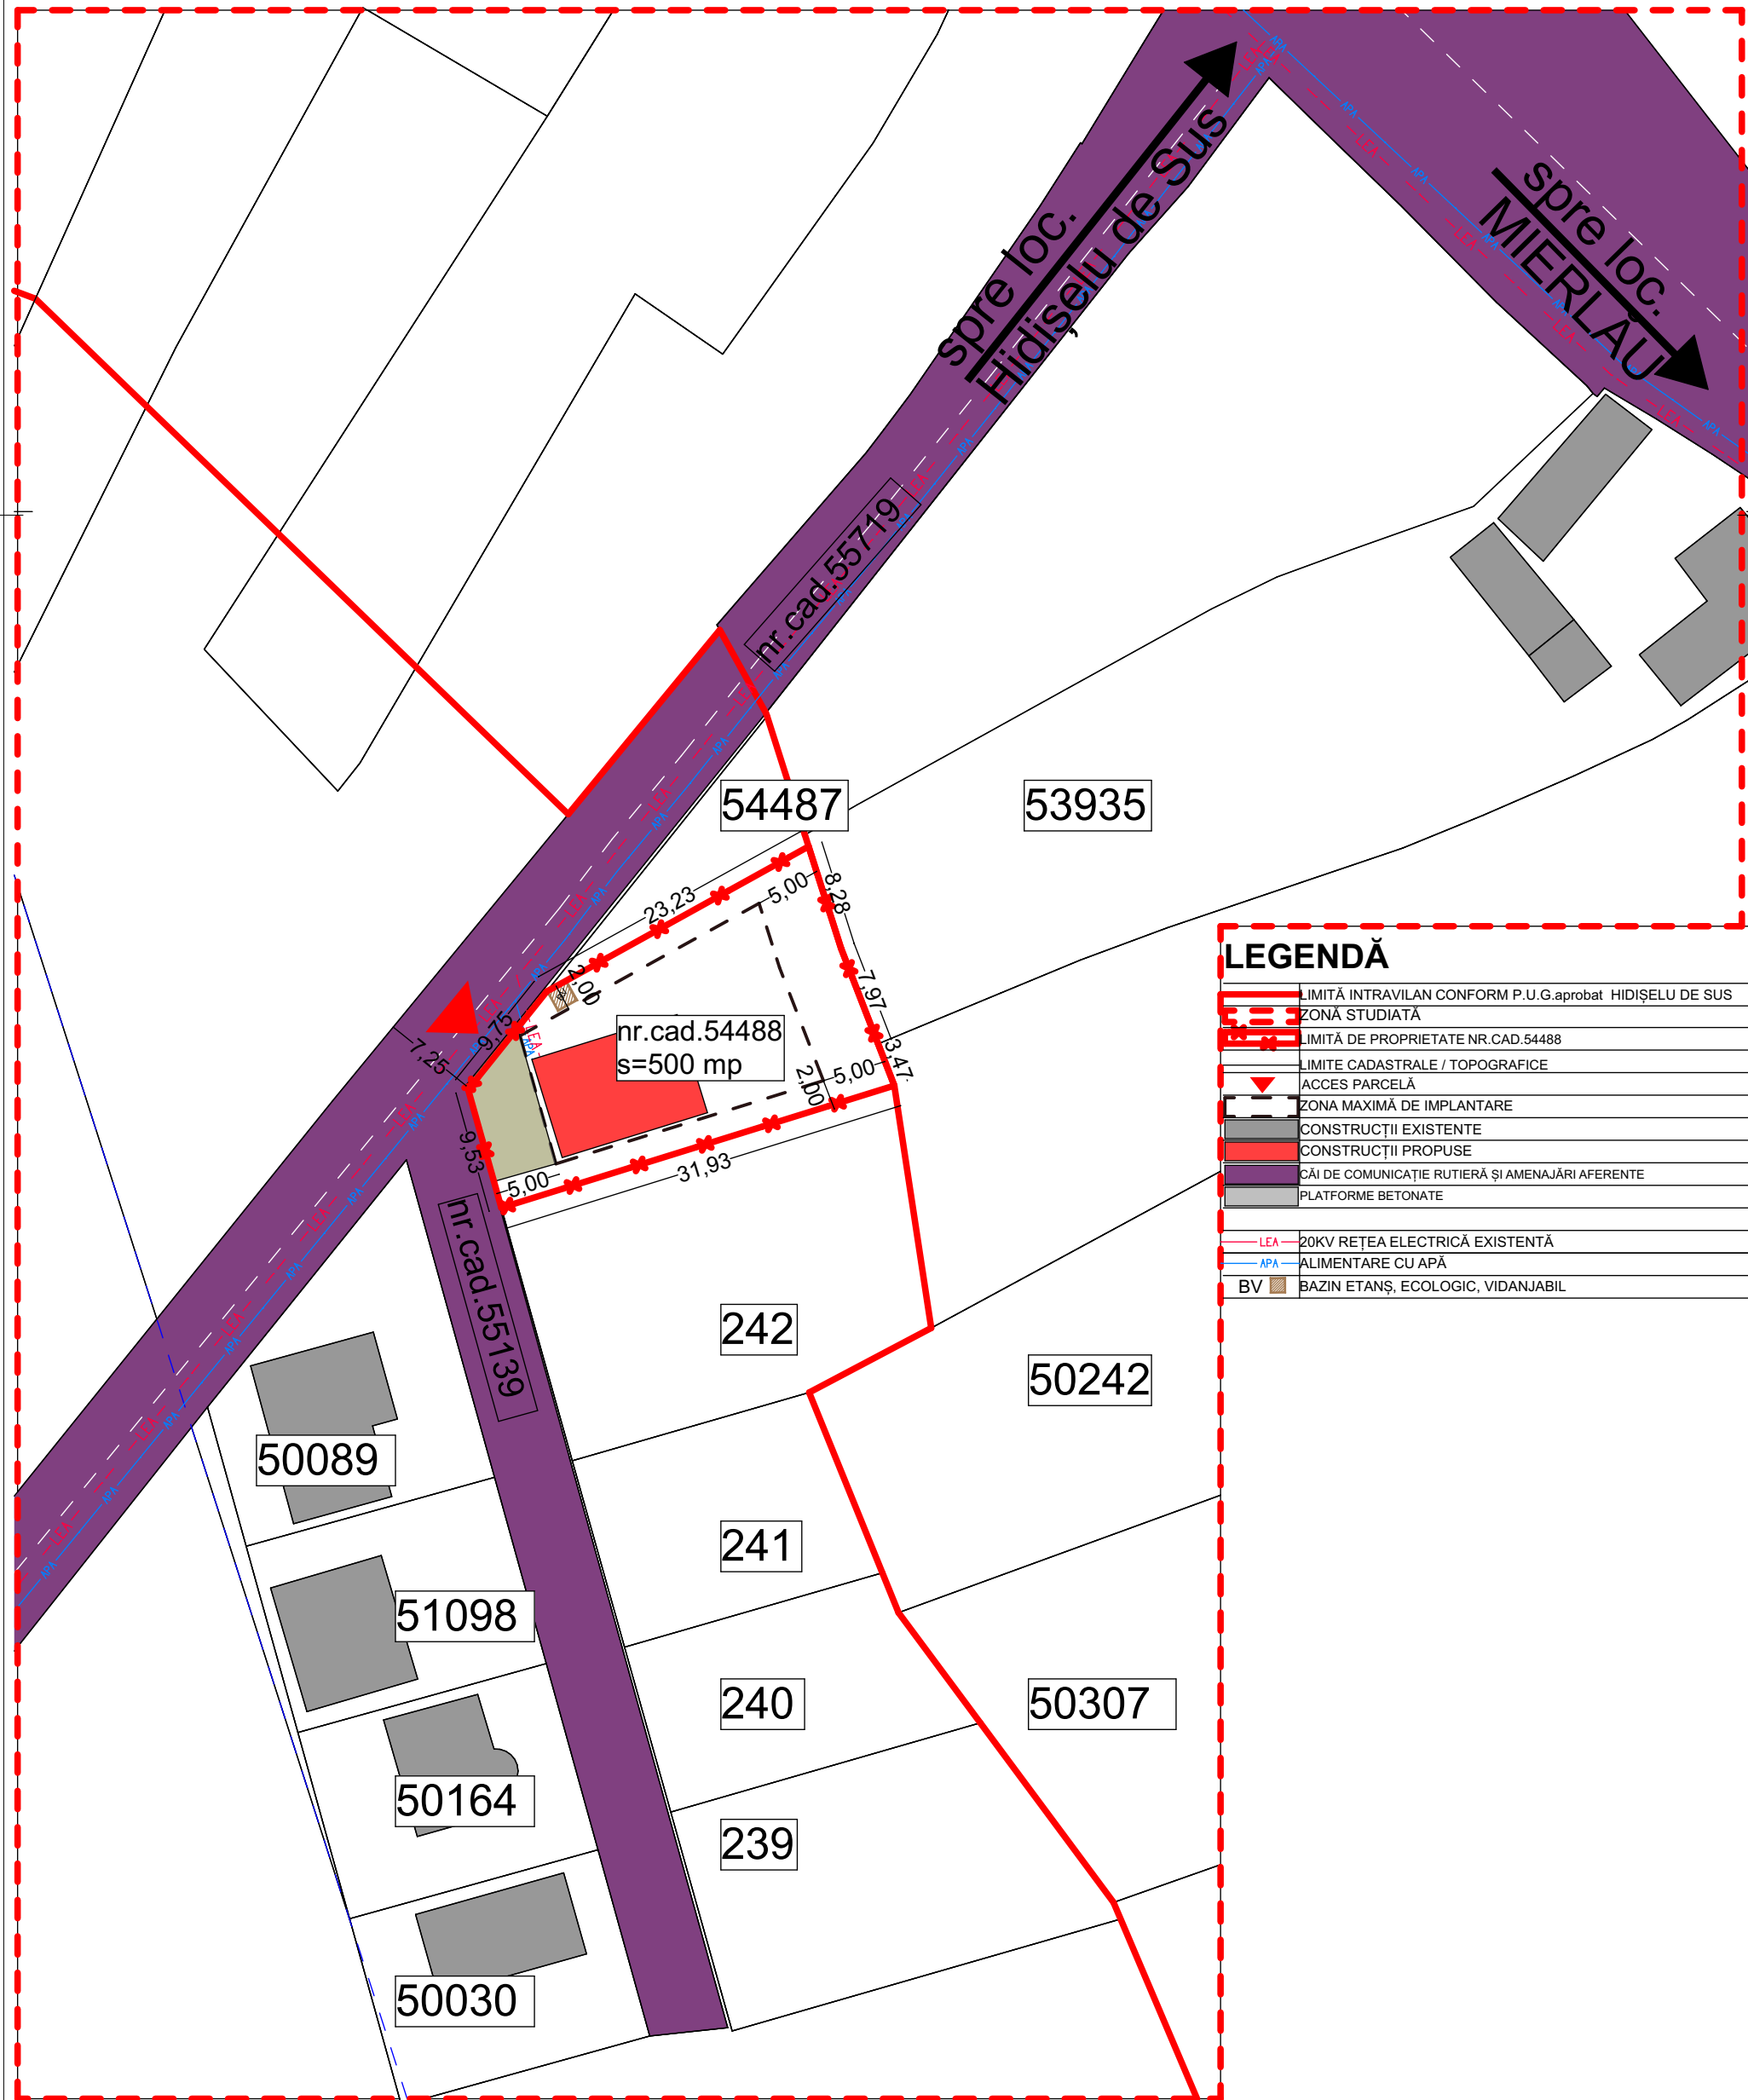 spre loc.
Hidișelu de Sus
spre loc.
MIERLĂU
nr.cad.55719
54487
53935
23,23
5,00
8,28
2,00
7,97
9,75
7,25
nr.cad.54488
s=500 mp
3,47
5,00
2,00
9,53
5,00
31,93
nr.cad.55139
242
50242
50089
241
51098
240
50307
50164
239
50030
LEGENDĂ
LIMITĂ INTRAVILAN CONFORM P.U.G.aprobat HIDIȘELU DE SUS
ZONĂ STUDIATĂ
LIMITĂ DE PROPRIETATE NR.CAD.54488
LIMITE CADASTRALE / TOPOGRAFICE
ACCES PARCELĂ
ZONA MAXIMĂ DE IMPLANTARE
CONSTRUCȚII EXISTENTE
CONSTRUCȚII PROPUSE
CĂI DE COMUNICAȚIE RUTIERĂ ȘI AMENAJĂRI AFERENTE
PLATFORME BETONATE
LEA 20KV REȚEA ELECTRICĂ EXISTENTĂ
APA ALIMENTARE CU APĂ
BV BAZIN ETANȘ, ECOLOGIC, VIDANJABIL